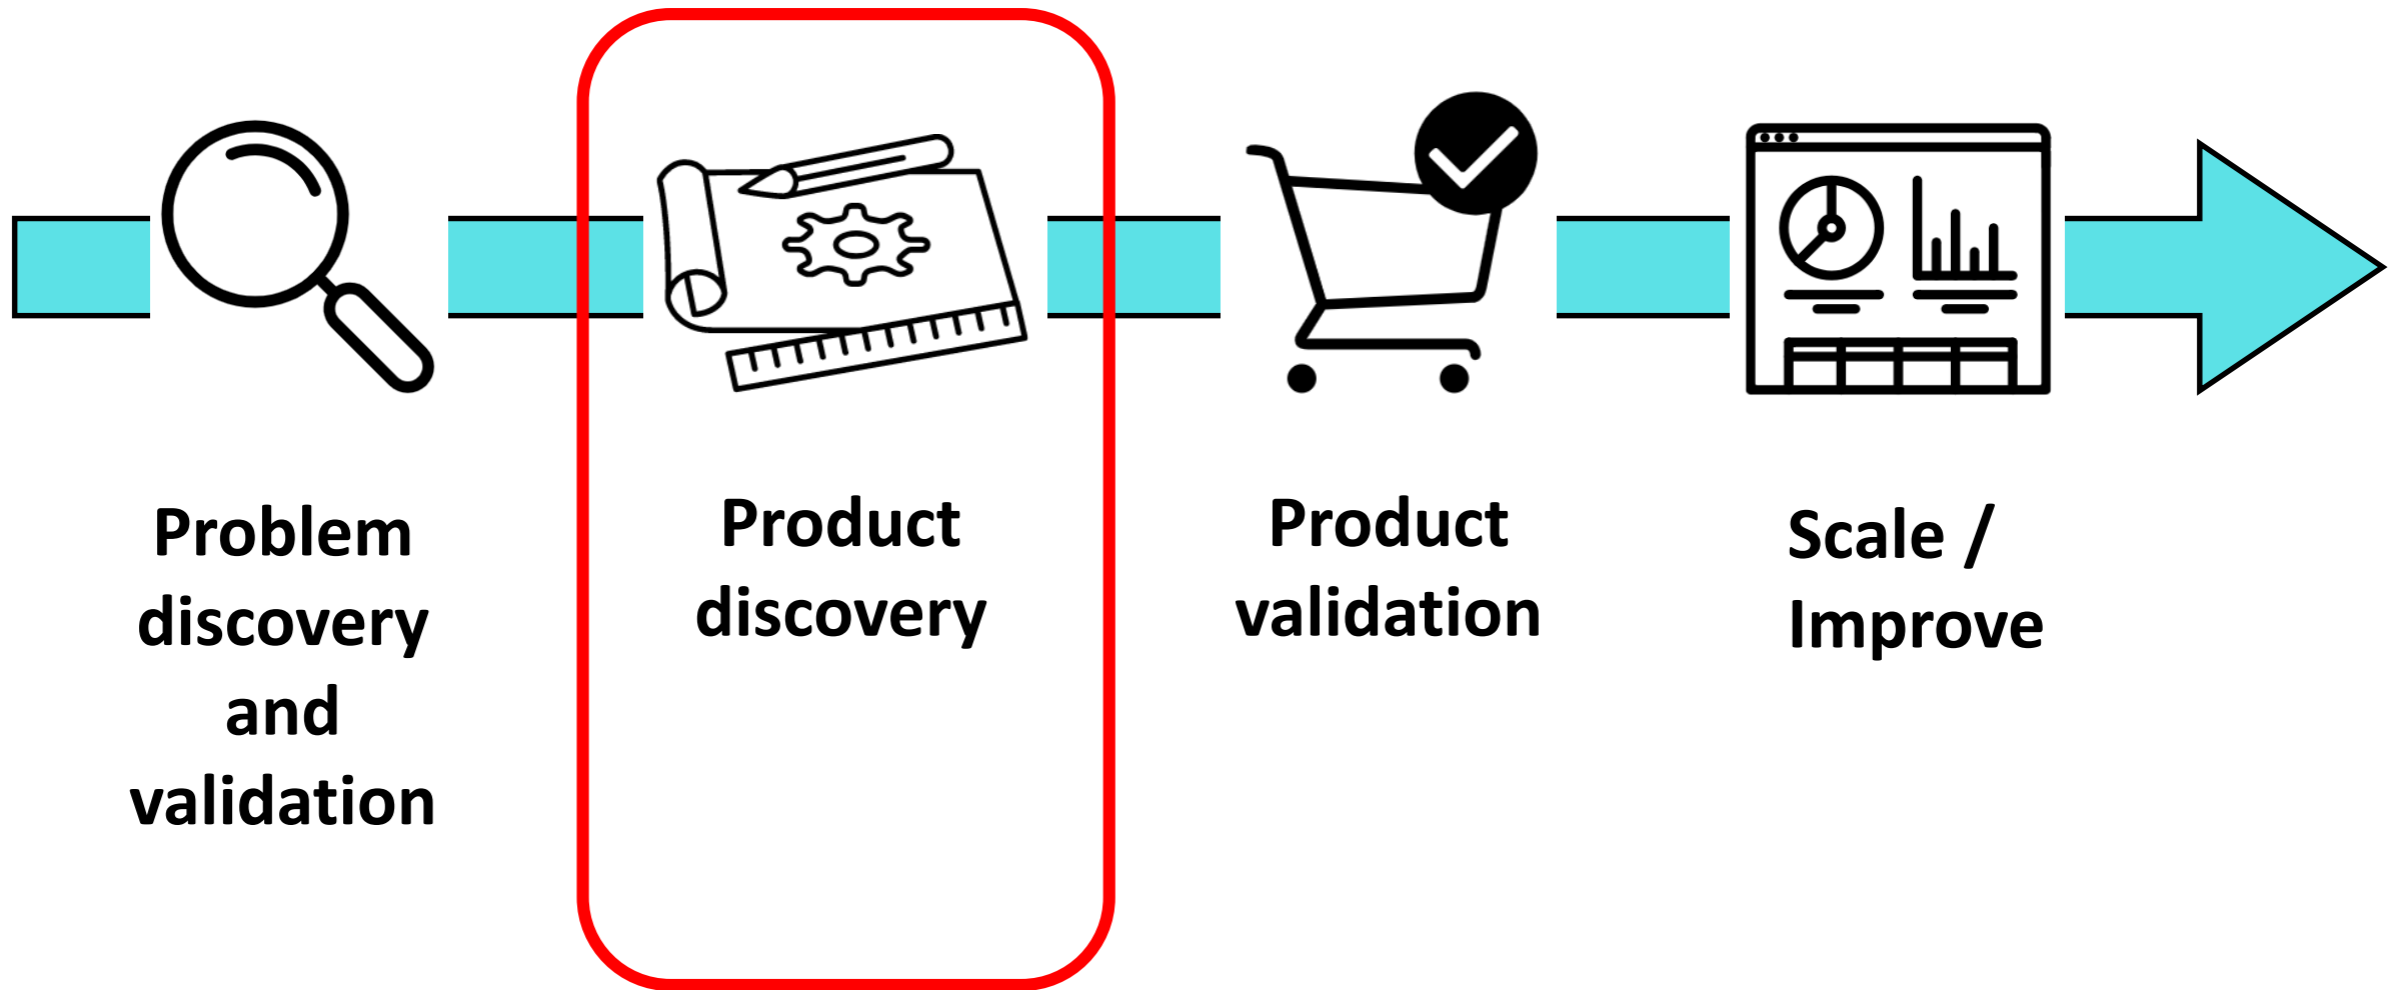 Problem
discovery
and
validation
Product
discovery
Product
validation
Scale /
Improve